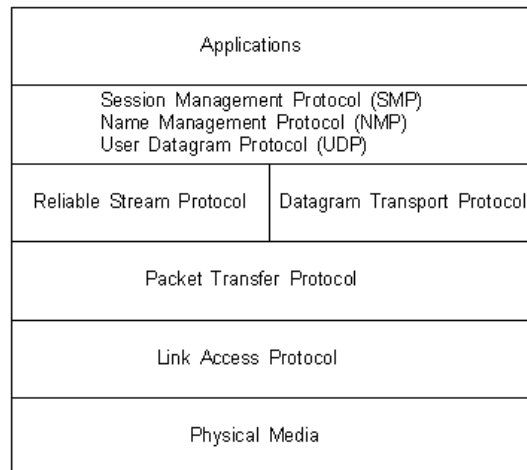 Applications
Session Management Protocol (SMP)
Name Management Protocol (NMP)
User Datagram Protocol (UDP)
Reliable Stream Protocol
Datagram Transport Protocol
Packet Transfer Protocol
Link Access Protocol
Physical Media